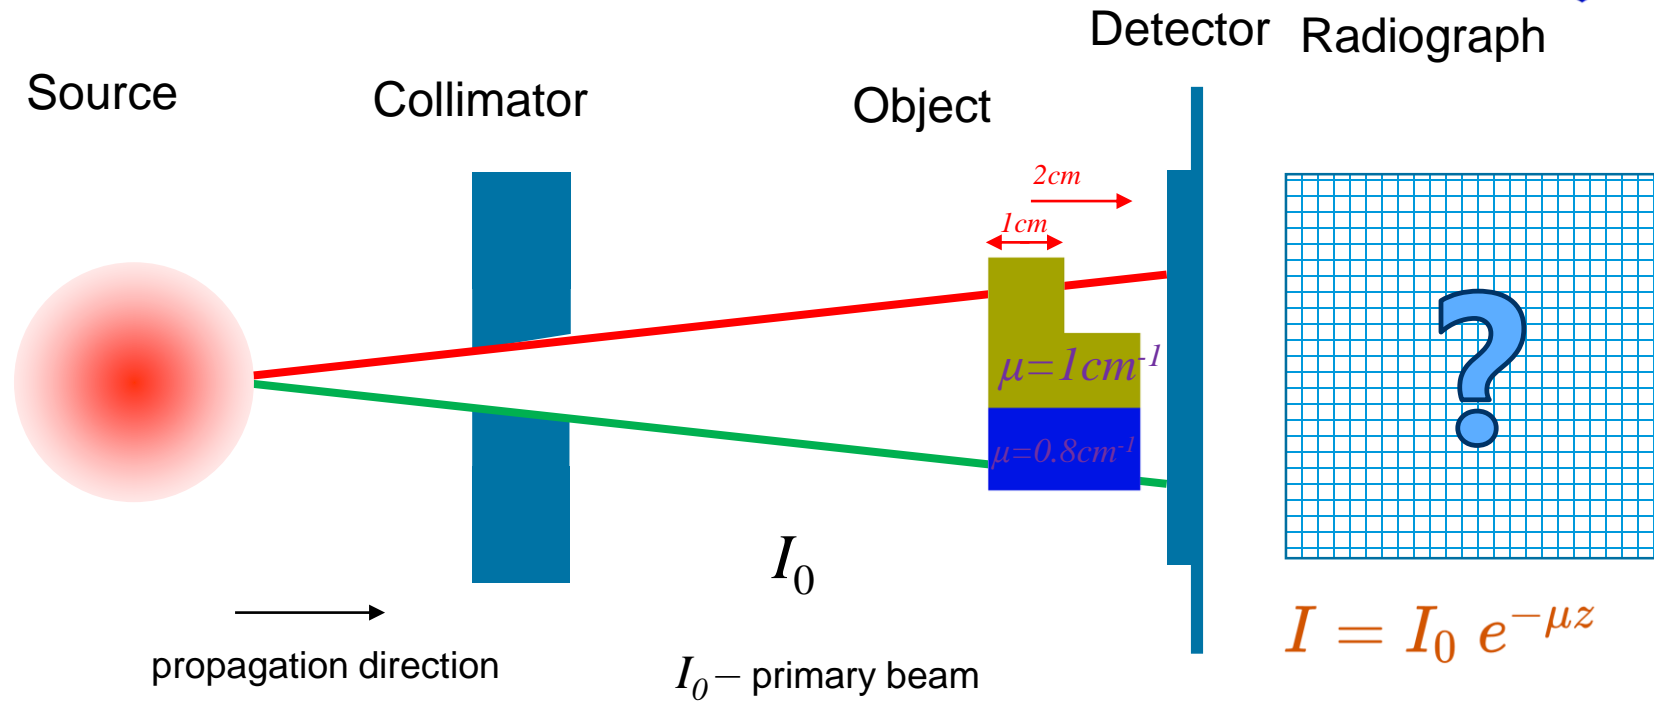 Detector Radiograph
Source
Collimator
Object
2cm
1cm
μ=1cm⁻¹
μ=0.8cm⁻¹
?
I₀
I = I₀ e^{−μz}
propagation direction
I₀ – primary beam